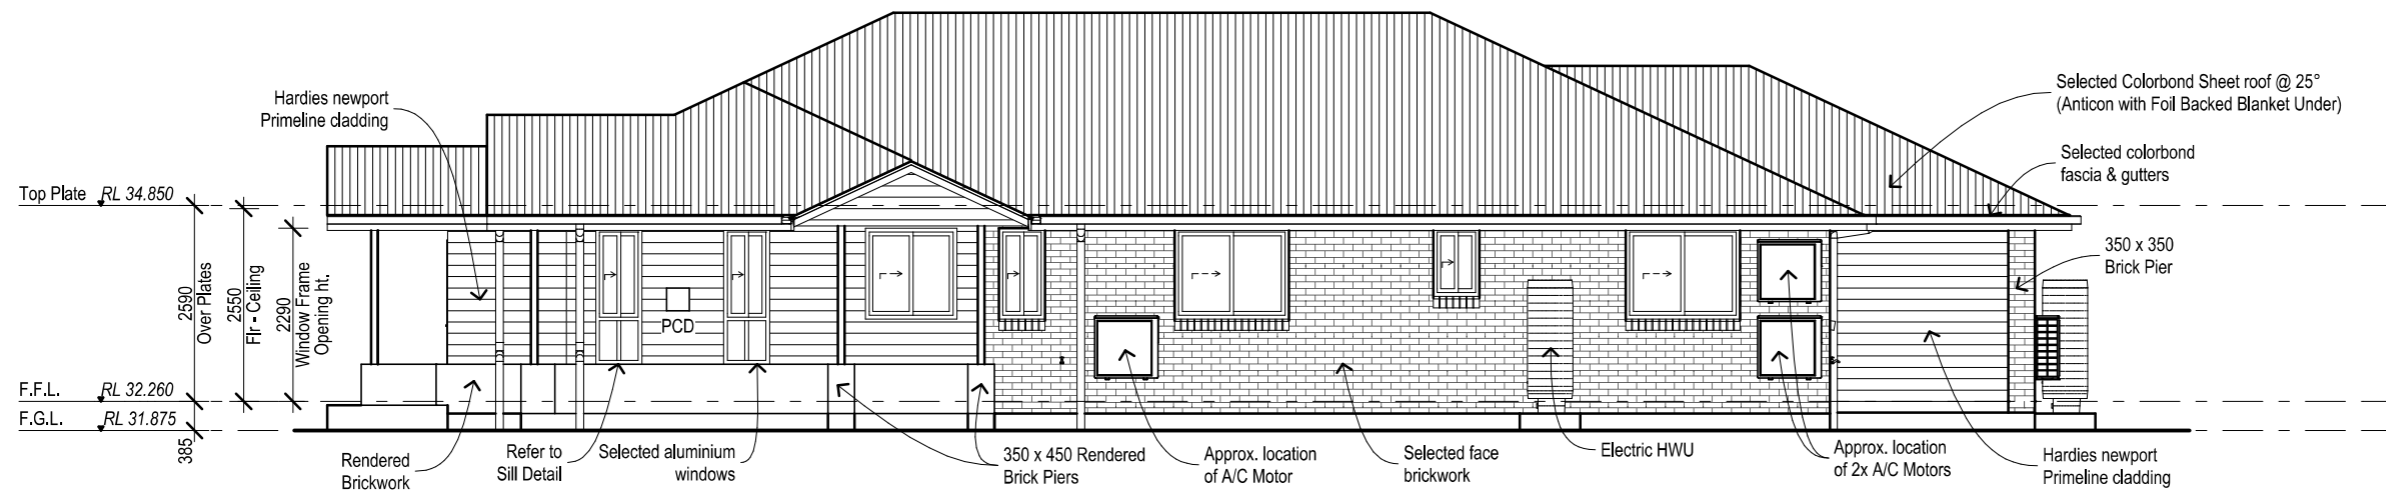 Hardies newport
Primeline cladding
Selected Colorbond Sheet roof @ 25°
(Anticon with Foil Backed Blanket Under)
Selected colorbond
fascia & gutters
Top Plate RL 34.850
350 x 350
Brick Pier
2590
Over Plates
2550
Flr - Ceiling
2290
Window Frame
Opening ht.
PCD
F.F.L. RL 32.260
F.G.L. RL 31.875
385
Rendered
Brickwork
Refer to
Sill Detail
Selected aluminium
windows
350 x 450 Rendered
Brick Piers
Approx. location
of A/C Motor
Selected face
brickwork
Electric HWU
Approx. location
of 2x A/C Motors
Hardies newport
Primeline cladding